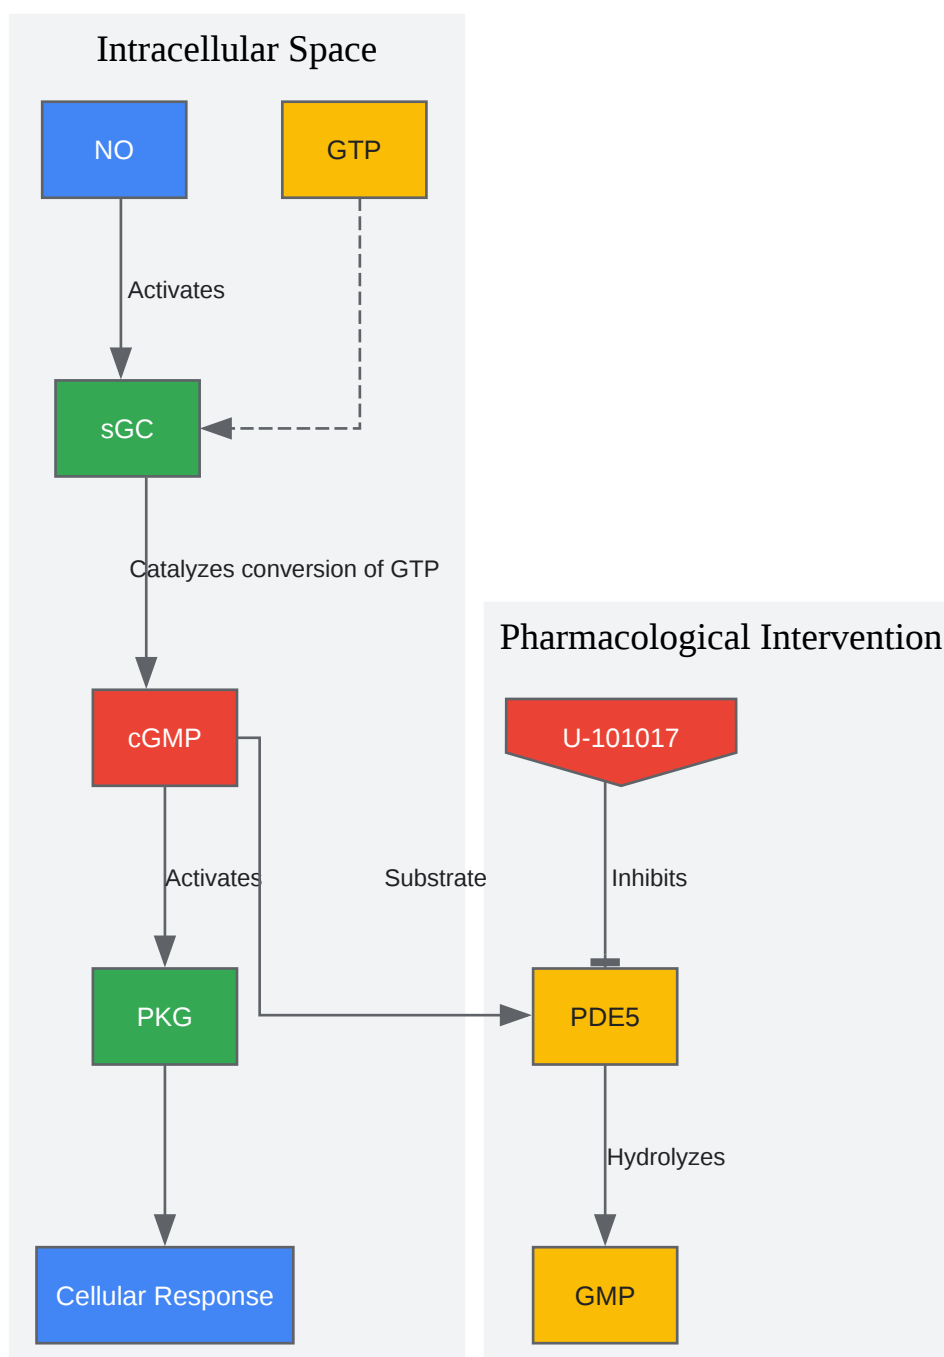 Intracellular Space
NO
GTP
Activates
sGC
Catalyzes conversion of GTP
Pharmacological Intervention
cGMP
U-101017
Activates
Substrate
Inhibits
PKG
PDE5
Hydrolyzes
Cellular Response
GMP